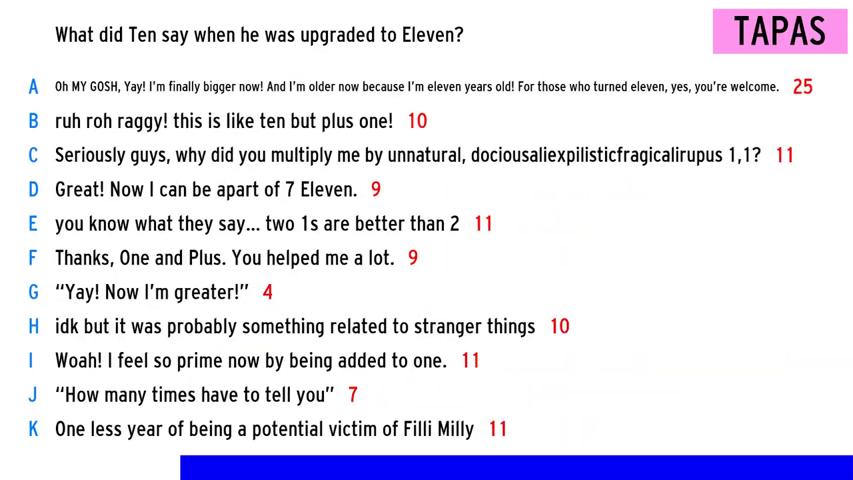 What did Ten say when he was upgraded to Eleven?
TAPAS
A Oh MY GOSH, Yay! I'm finally bigger now! And I'm older now because I'm eleven years old! For those who turned eleven, yes, you're welcome. 25
B ruh roh raggy! this is like ten but plus one! 10
C Seriously guys, why did you multiply me by unnatural, dociousaliexpilisticfragicalirupus 1,1? 11
D Great! Now I can be apart of 7 Eleven. 9
E you know what they say... two 1s are better than 2 11
F Thanks, One and Plus. You helped me a lot. 9
G “Yay! Now I'm greater!” 4
H idk but it was probably something related to stranger things 10
I Woah! I feel so prime now by being added to one. 11
J “How many times have to tell you” 7
K One less year of being a potential victim of Filli Milly 11